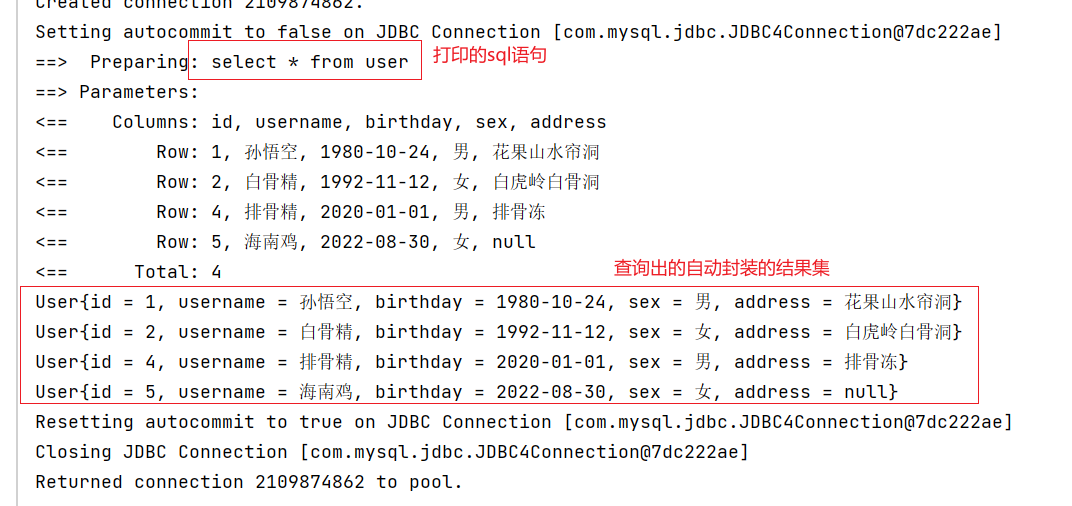 Created connection 2109874862.
Setting autocommit to false on JDBC Connection [com.mysql.jdbc.JDBC4Connection@7dc222ae]
==>  Preparing: select * from user
打印的sql语句
==> Parameters:
<==    Columns: id, username, birthday, sex, address
<==        Row: 1, 孙悟空, 1980-10-24, 男, 花果山水帘洞
<==        Row: 2, 白骨精, 1992-11-12, 女, 白虎岭白骨洞
<==        Row: 4, 排骨精, 2020-01-01, 男, 排骨冻
<==        Row: 5, 海南鸡, 2022-08-30, 女, null
<==      Total: 4
查询出的自动封装的结果集
User{id = 1, username = 孙悟空, birthday = 1980-10-24, sex = 男, address = 花果山水帘洞}
User{id = 2, username = 白骨精, birthday = 1992-11-12, sex = 女, address = 白虎岭白骨洞}
User{id = 4, username = 排骨精, birthday = 2020-01-01, sex = 男, address = 排骨冻}
User{id = 5, username = 海南鸡, birthday = 2022-08-30, sex = 女, address = null}
Resetting autocommit to true on JDBC Connection [com.mysql.jdbc.JDBC4Connection@7dc222ae]
Closing JDBC Connection [com.mysql.jdbc.JDBC4Connection@7dc222ae]
Returned connection 2109874862 to pool.